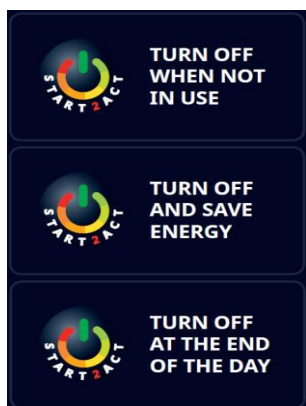 TURN OFF
WHEN NOT
IN USE
START2ACT
TURN OFF
AND SAVE
ENERGY
START2ACT
TURN OFF
AT THE END
OF THE DAY
START2ACT